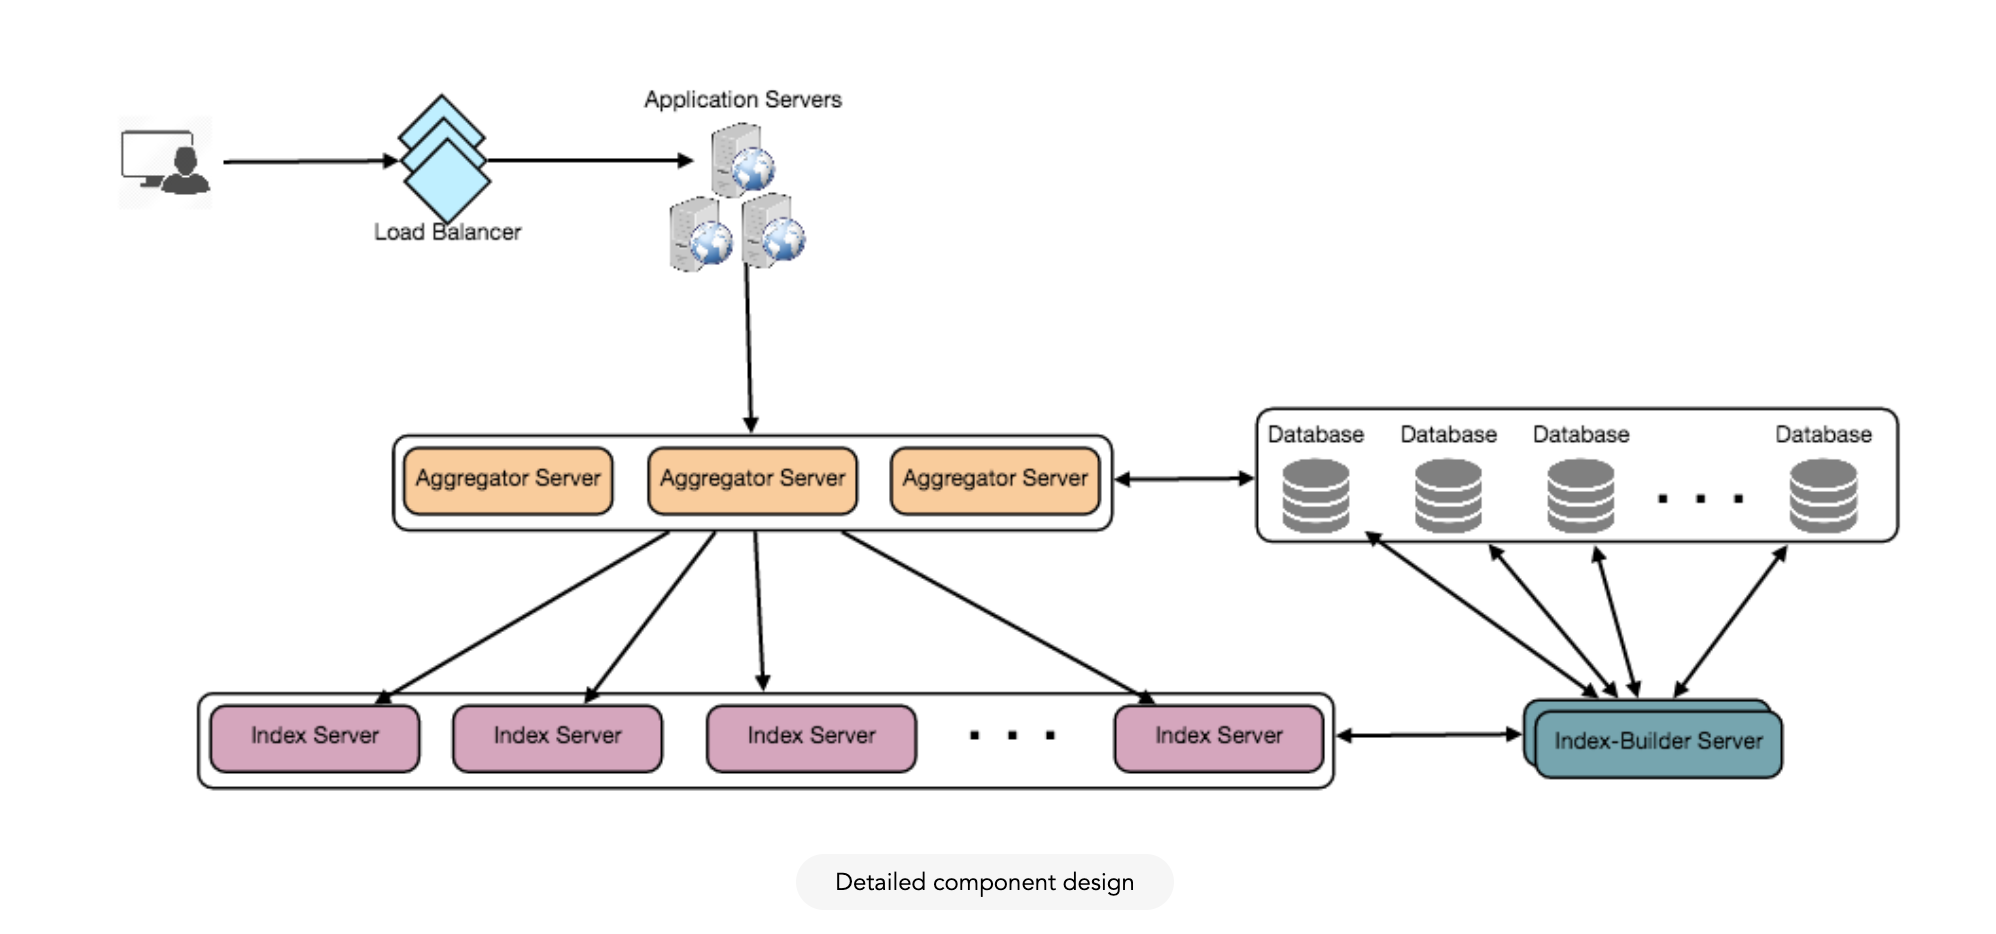 Application Servers
Load Balancer
Database Database Database Database
Aggregator Server Aggregator Server Aggregator Server
Index Server Index Server Index Server Index Server
Index-Builder Server
Detailed component design